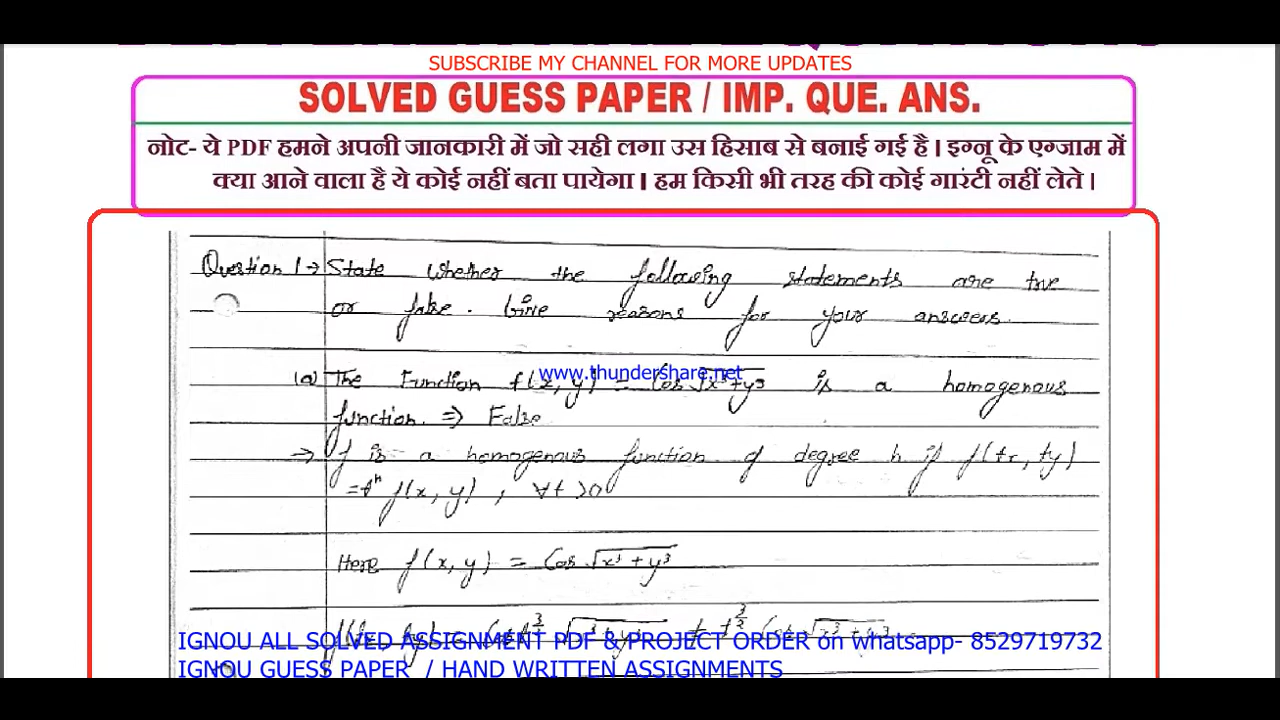 SUBSCRIBE MY CHANNEL FOR MORE UPDATES
SOLVED GUESS PAPER / IMP. QUE. ANS.
नोट- ये PDF हमने अपनी जानकारी में जो सही लगा उस हिसाब से बनाई गई है। इग्नू के एग्जाम में
क्या आने वाला है ये कोई नहीं बता पायेगा। हम किसी भी तरह की कोई गारंटी नहीं लेते।
Question 1 → State whether the following statements are true
or false. Give reasons for your answers.
www.thundershare.net
(a) The Function f(x, y) = Cos √x³+y³ is a homogenous
function. ⇒ False
→ f is a homogenous function of degree h if f(tx, ty)
= tʰ f(x, y), ∀t >0
Here f(x, y) = Cos √x³ + y³
IGNOU ALL SOLVED ASSIGNMENT PDF & PROJECT ORDER on whatsapp- 8529719732
IGNOU GUESS PAPER / HAND WRITTEN ASSIGNMENTS